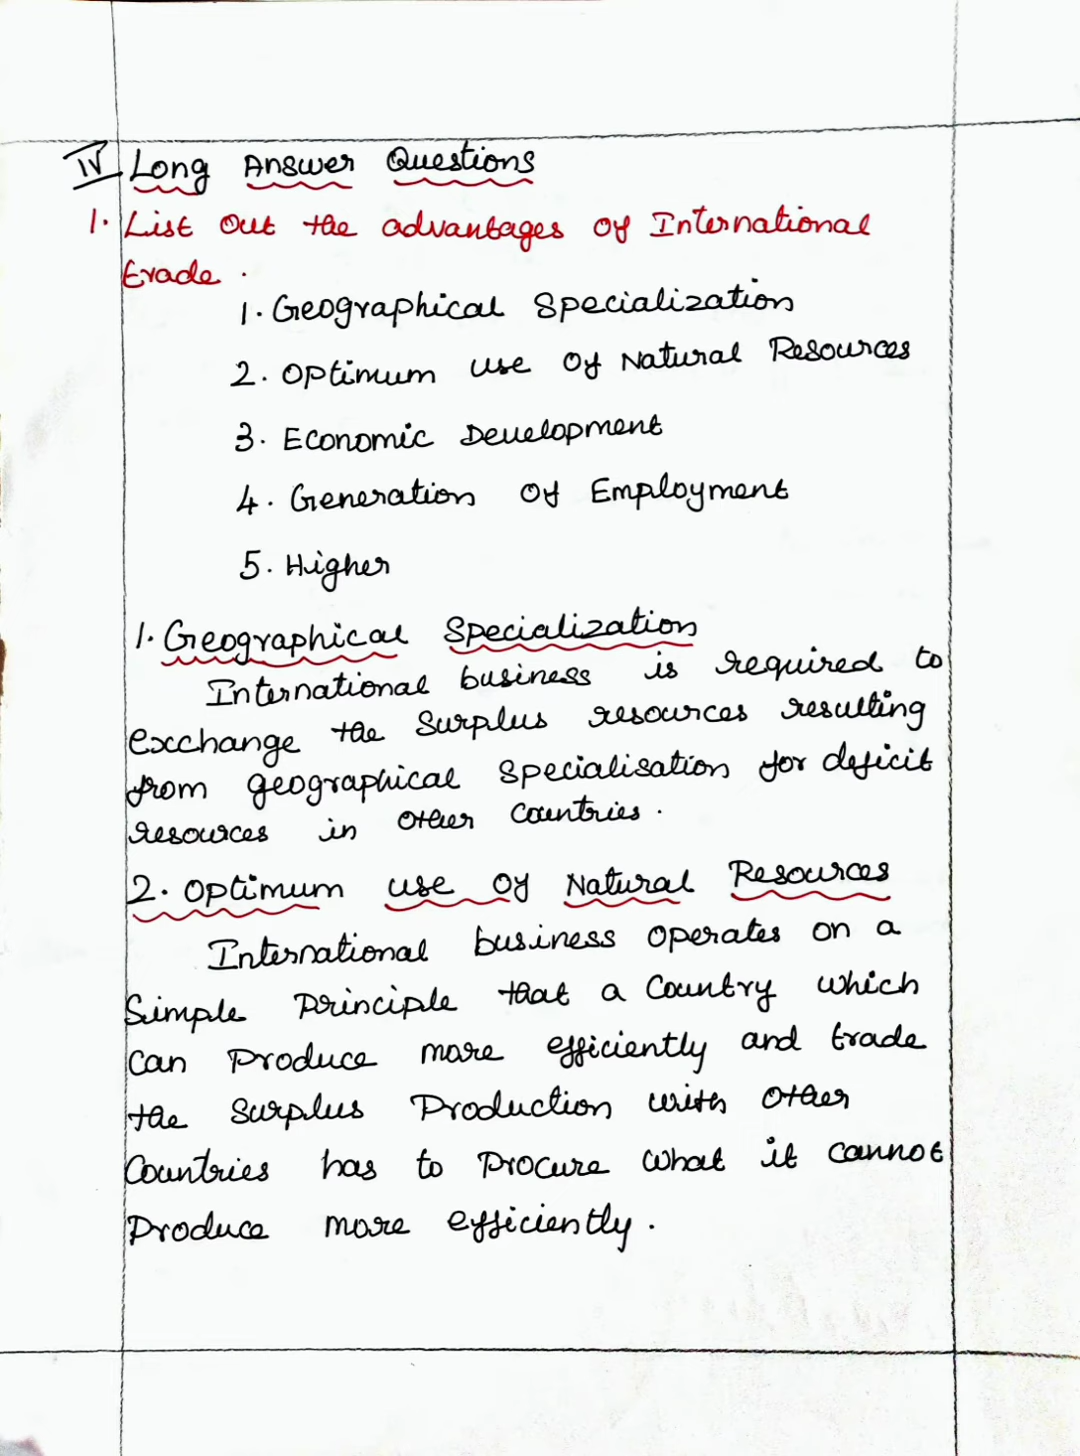 IV Long Answer Questions
1. List out the advantages of International
trade.
1. Geographical Specialization
2. Optimum use of Natural Resources
3. Economic Development
4. Generation of Employment
5. Higher
1. Geographical Specialization
International business is required to
exchange the surplus resources resulting
from geographical specialisation for deficit
resources in other countries.
2. Optimum use of Natural Resources
International business operates on a
Simple principle that a Country which
can produce more efficiently and trade
the surplus production with other
Countries has to procure what it cannot
produce more efficiently.